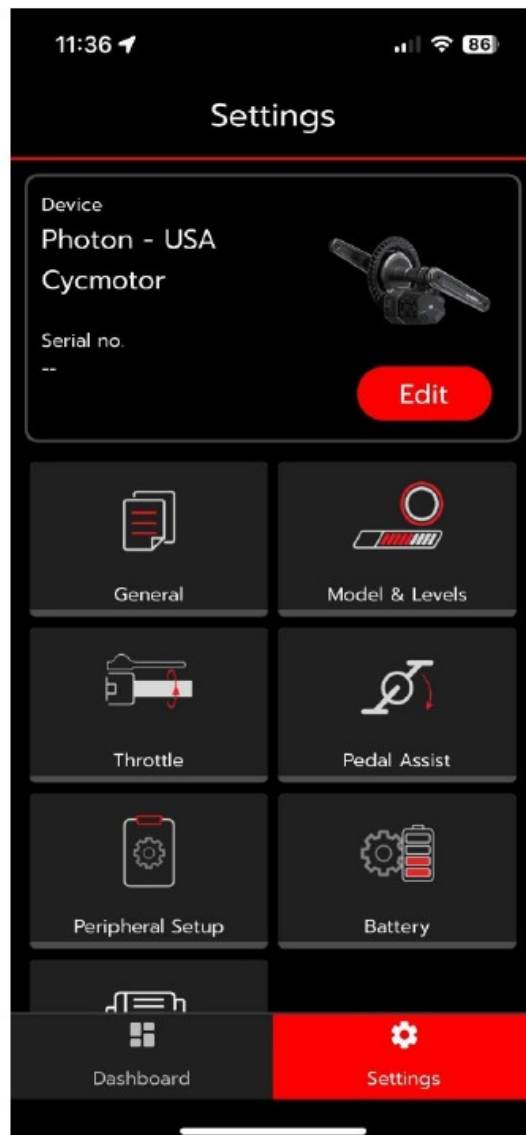 11:36
86
Settings
Device
Photon - USA
Cycmotor
Serial no.
--
Edit
General
Model & Levels
Throttle
Pedal Assist
Peripheral Setup
Battery
Dashboard
Settings